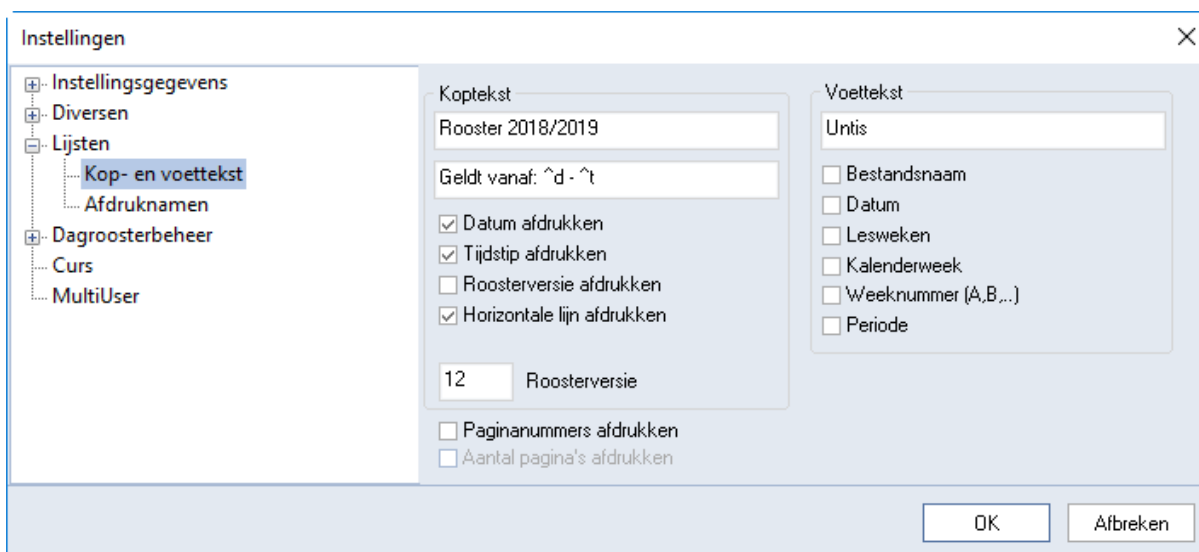 Instellingen
Instellingsgegevens
Diversen
Lijsten
Kop- en voettekst
Afdruknamen
Dagroosterbeheer
Curs
MultiUser
Koptekst
Rooster 2018/2019
Geldt vanaf: ^d - ^t
Datum afdrukken
Tijdstip afdrukken
Roosterversie afdrukken
Horizontale lijn afdrukken
12 Roosterversie
Paginanummers afdrukken
Aantal pagina's afdrukken
Voettekst
Untis
Bestandsnaam
Datum
Lesweken
Kalenderweek
Weeknummer (A,B,..)
Periode
OK Afbreken